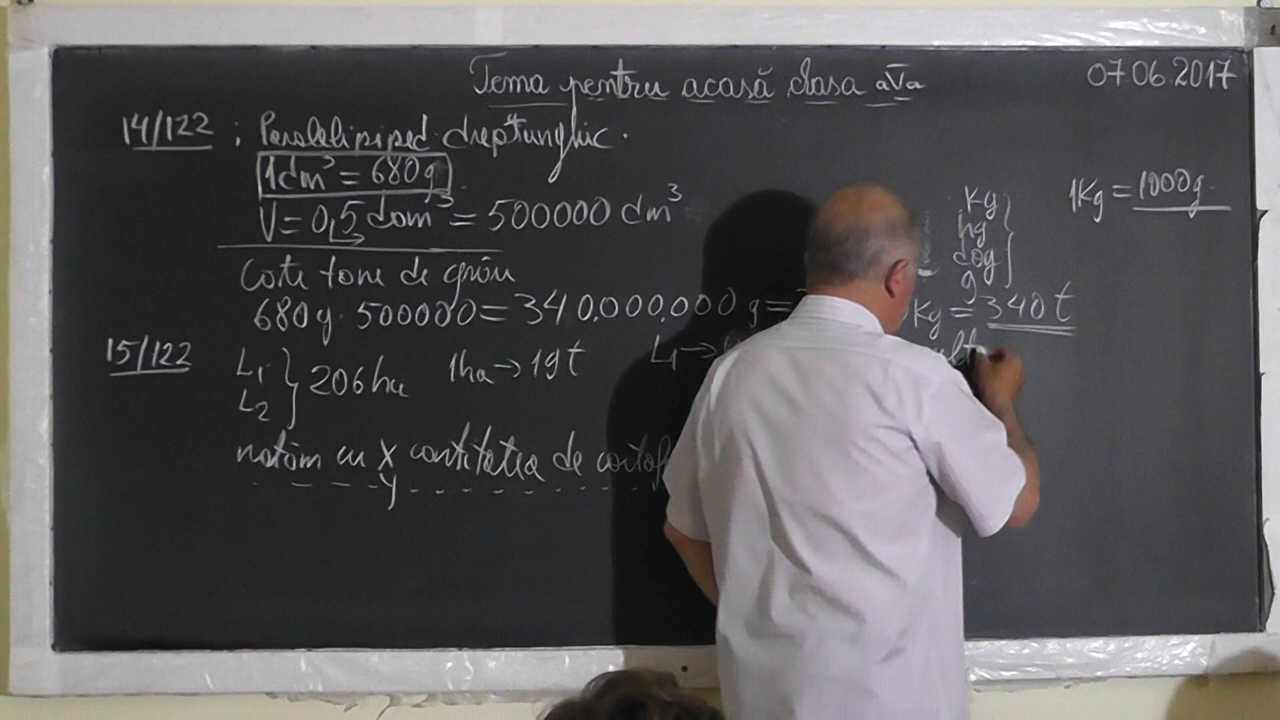 Tema pentru acasă clasa a V a
07.06.2017
14/122 ; Paralelipiped dreptunghic.
1dm³ = 680g
V = 0,5 dam³ = 500000 dm³
Kg
hg
dag
g
1Kg = 1000g
Câte tone de grâu
680g · 500000 = 340.000.000 g = Kg = 340 t
15/122
L₁
L₂ } 206 ha 1ha → 19 t L₁ →
notăm cu x cantitatea de
y